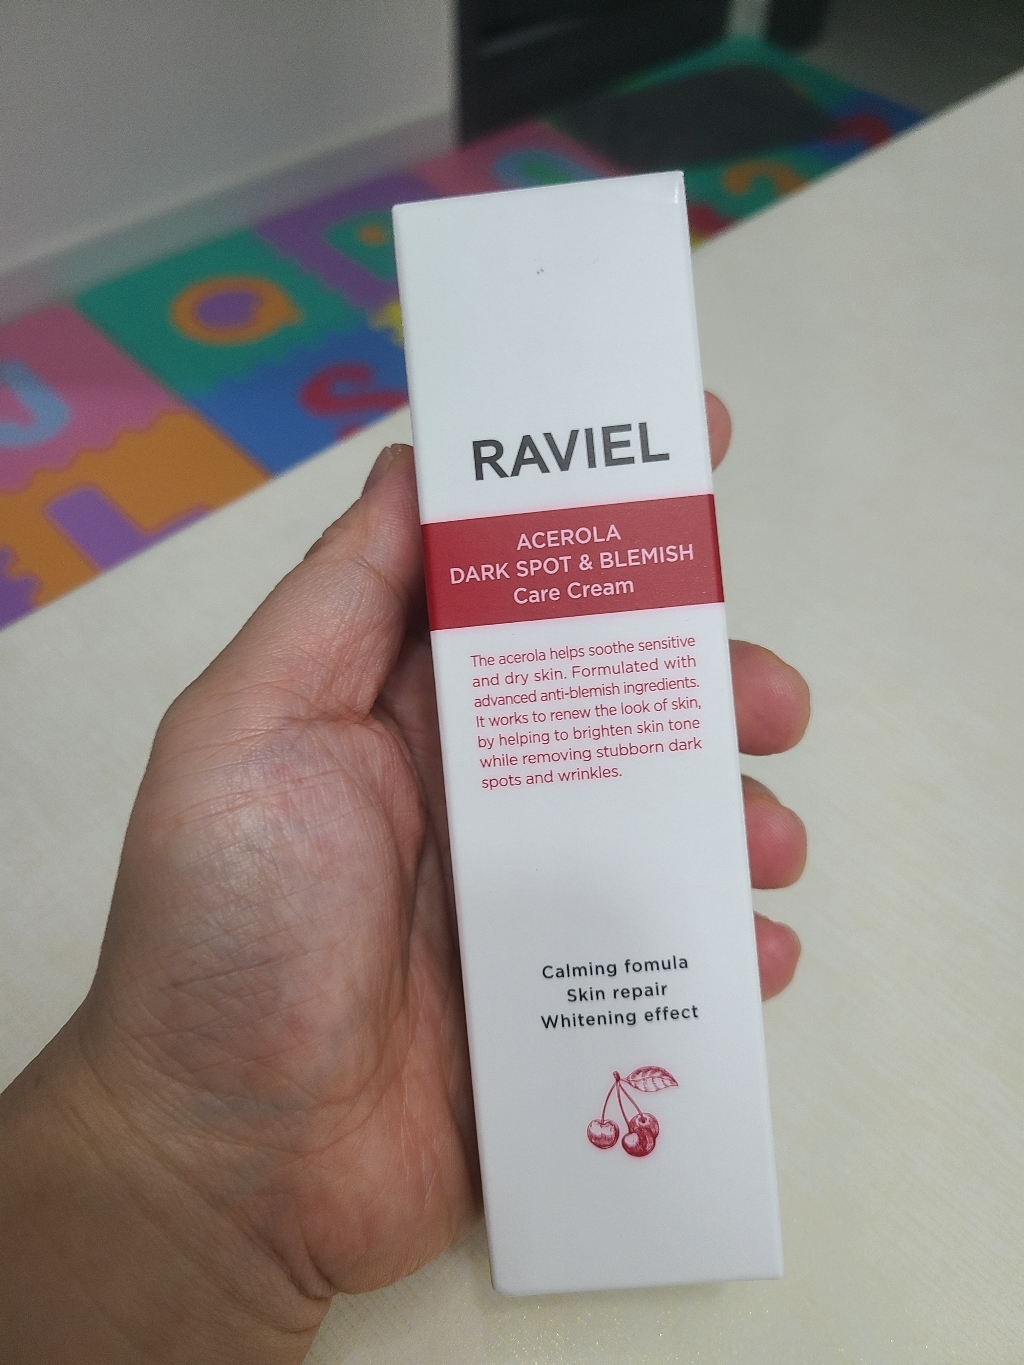 RAVIEL
ACEROLA
DARK SPOT & BLEMISH
Care Cream
The acerola helps soothe sensitive
and dry skin. Formulated with
advanced anti-blemish ingredients.
It works to renew the look of skin,
by helping to brighten skin tone
while removing stubborn dark
spots and wrinkles.
Calming fomula
Skin repair
Whitening effect